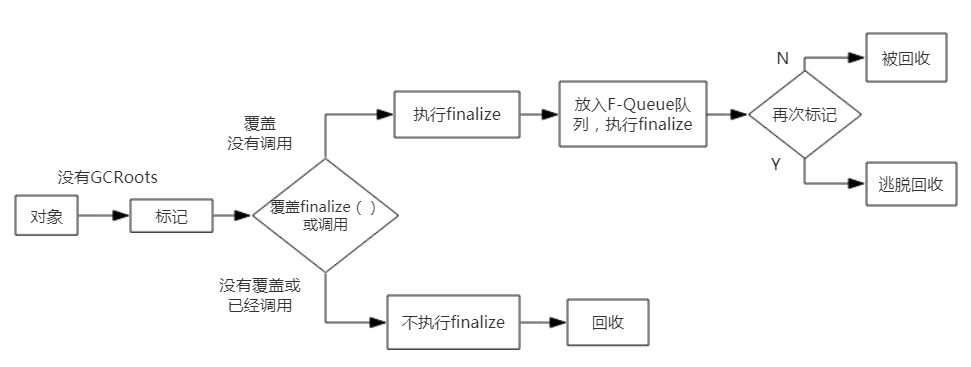 没有GCRoots
对象
标记
覆盖finalize（ ）
或调用
覆盖
没有调用
执行finalize
放入F-Queue队
列，执行finalize
再次标记
N
被回收
Y
逃脱回收
没有覆盖或
已经调用
不执行finalize
回收